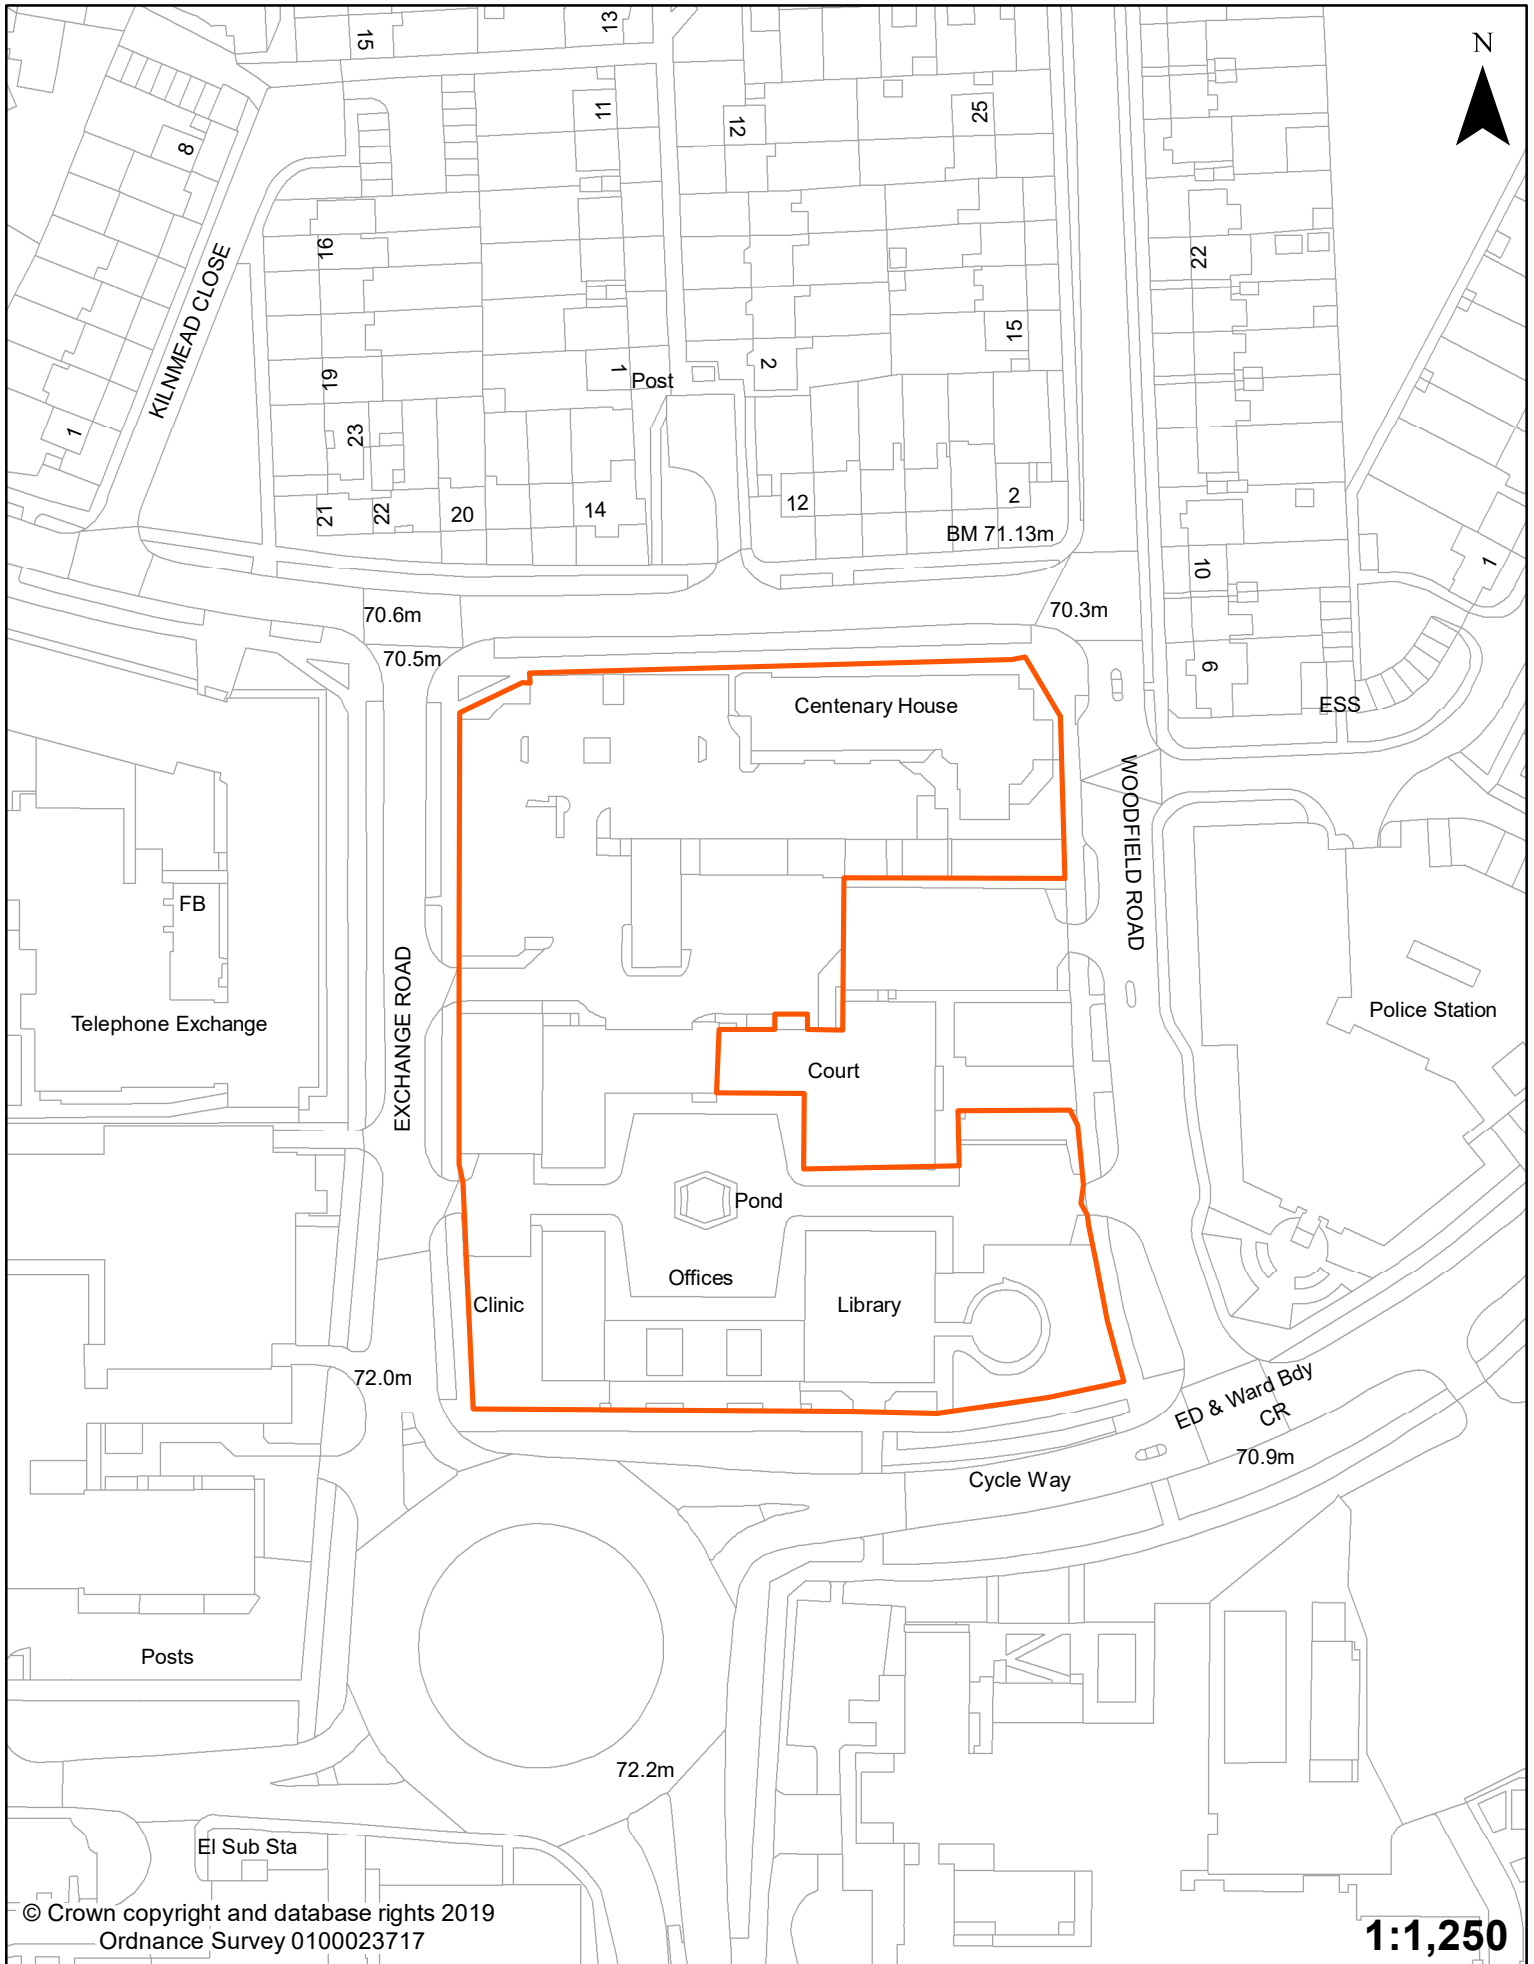 15
13
N
11
12
25
8
16
22
KILNMEAD CLOSE
15
19
1
Post
2
1
23
21
22
20
14
12
2
BM 71.13m
10
1
70.6m
70.3m
70.5m
6
Centenary House
ESS
WOODFIELD ROAD
FB
EXCHANGE ROAD
Telephone Exchange
Police Station
Court
Pond
Offices
Clinic
Library
72.0m
ED & Ward Bdy
CR
70.9m
Cycle Way
Posts
72.2m
El Sub Sta
© Crown copyright and database rights 2019
Ordnance Survey 0100023717
1:1,250